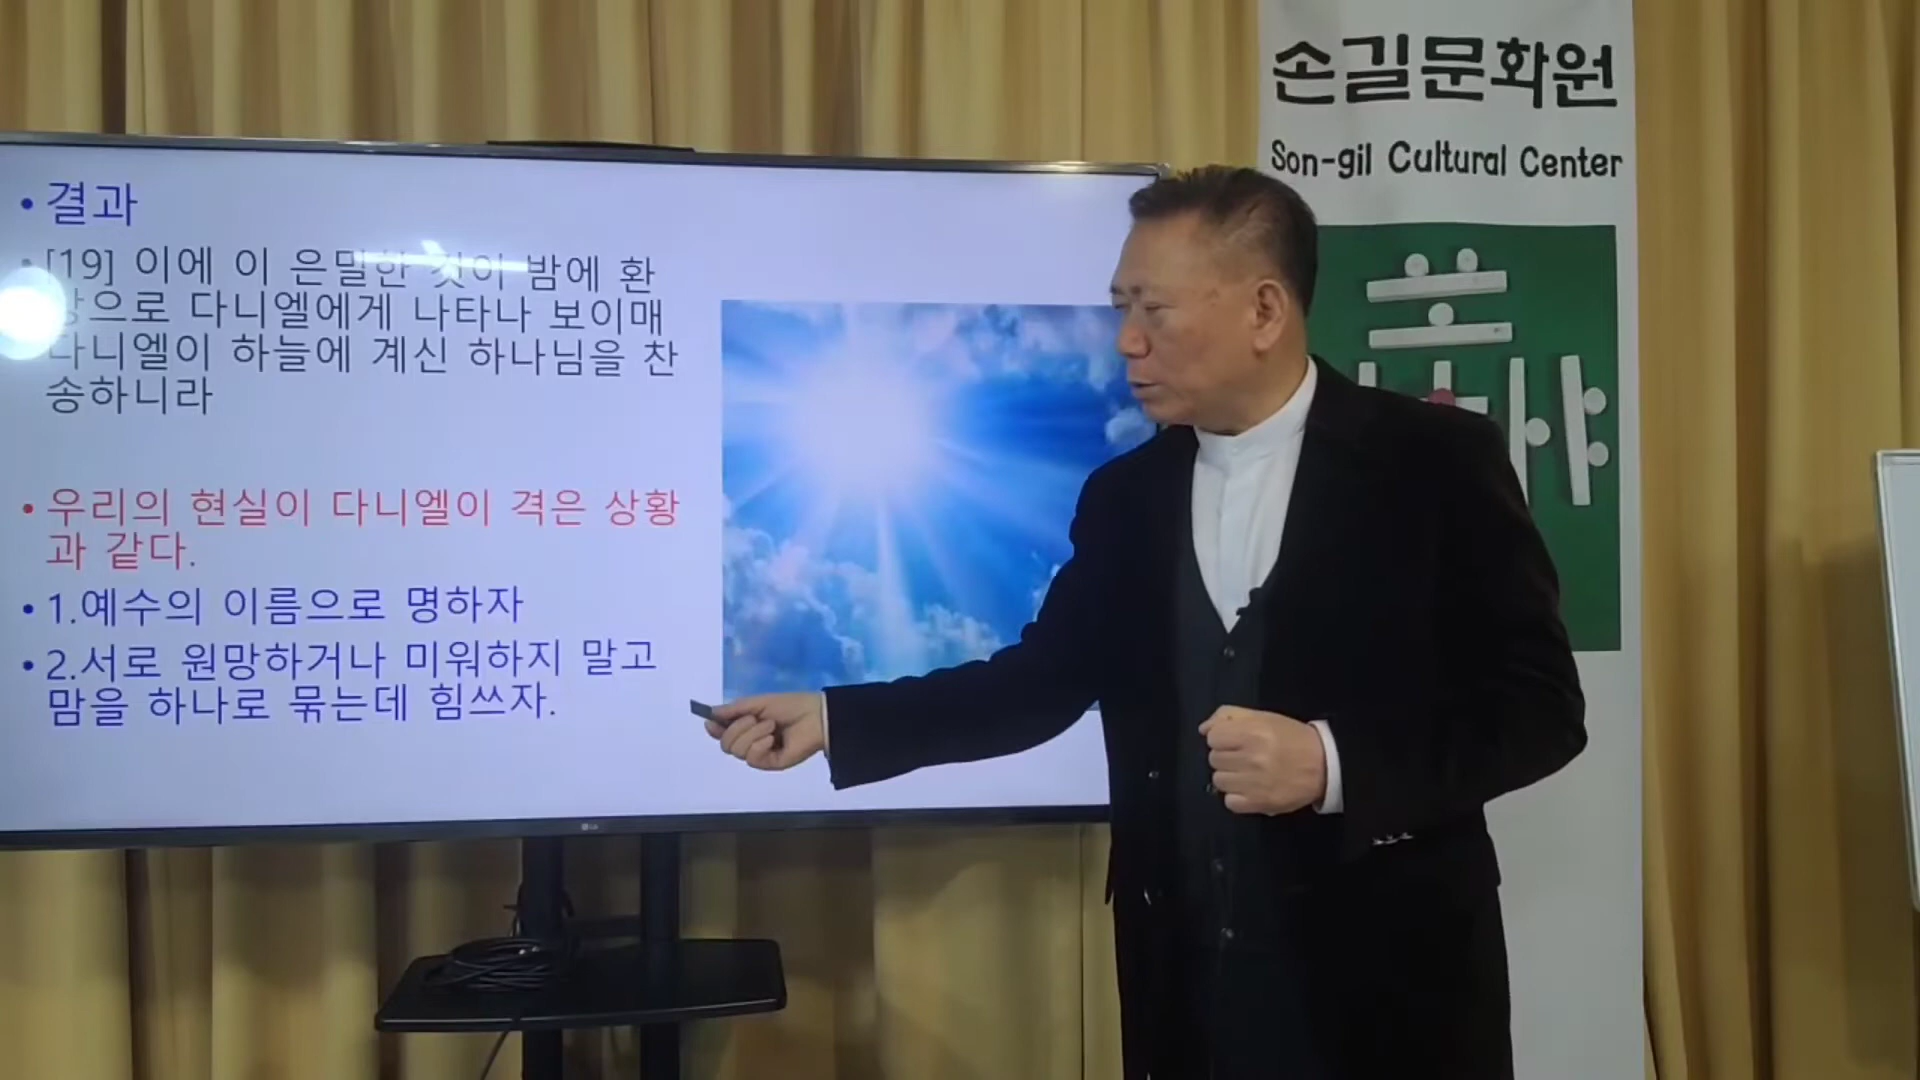 손길문화원
Son-gil Cultural Center
• 결과
• [19] 이에 이 은밀한 것이 밤에 환
상으로 다니엘에게 나타나 보이매
다니엘이 하늘에 계신 하나님을 찬
송하니라
• 우리의 현실이 다니엘이 격은 상황
과 같다.
• 1.예수의 이름으로 명하자
• 2.서로 원망하거나 미워하지 말고
맘을 하나로 묶는데 힘쓰자.
LG